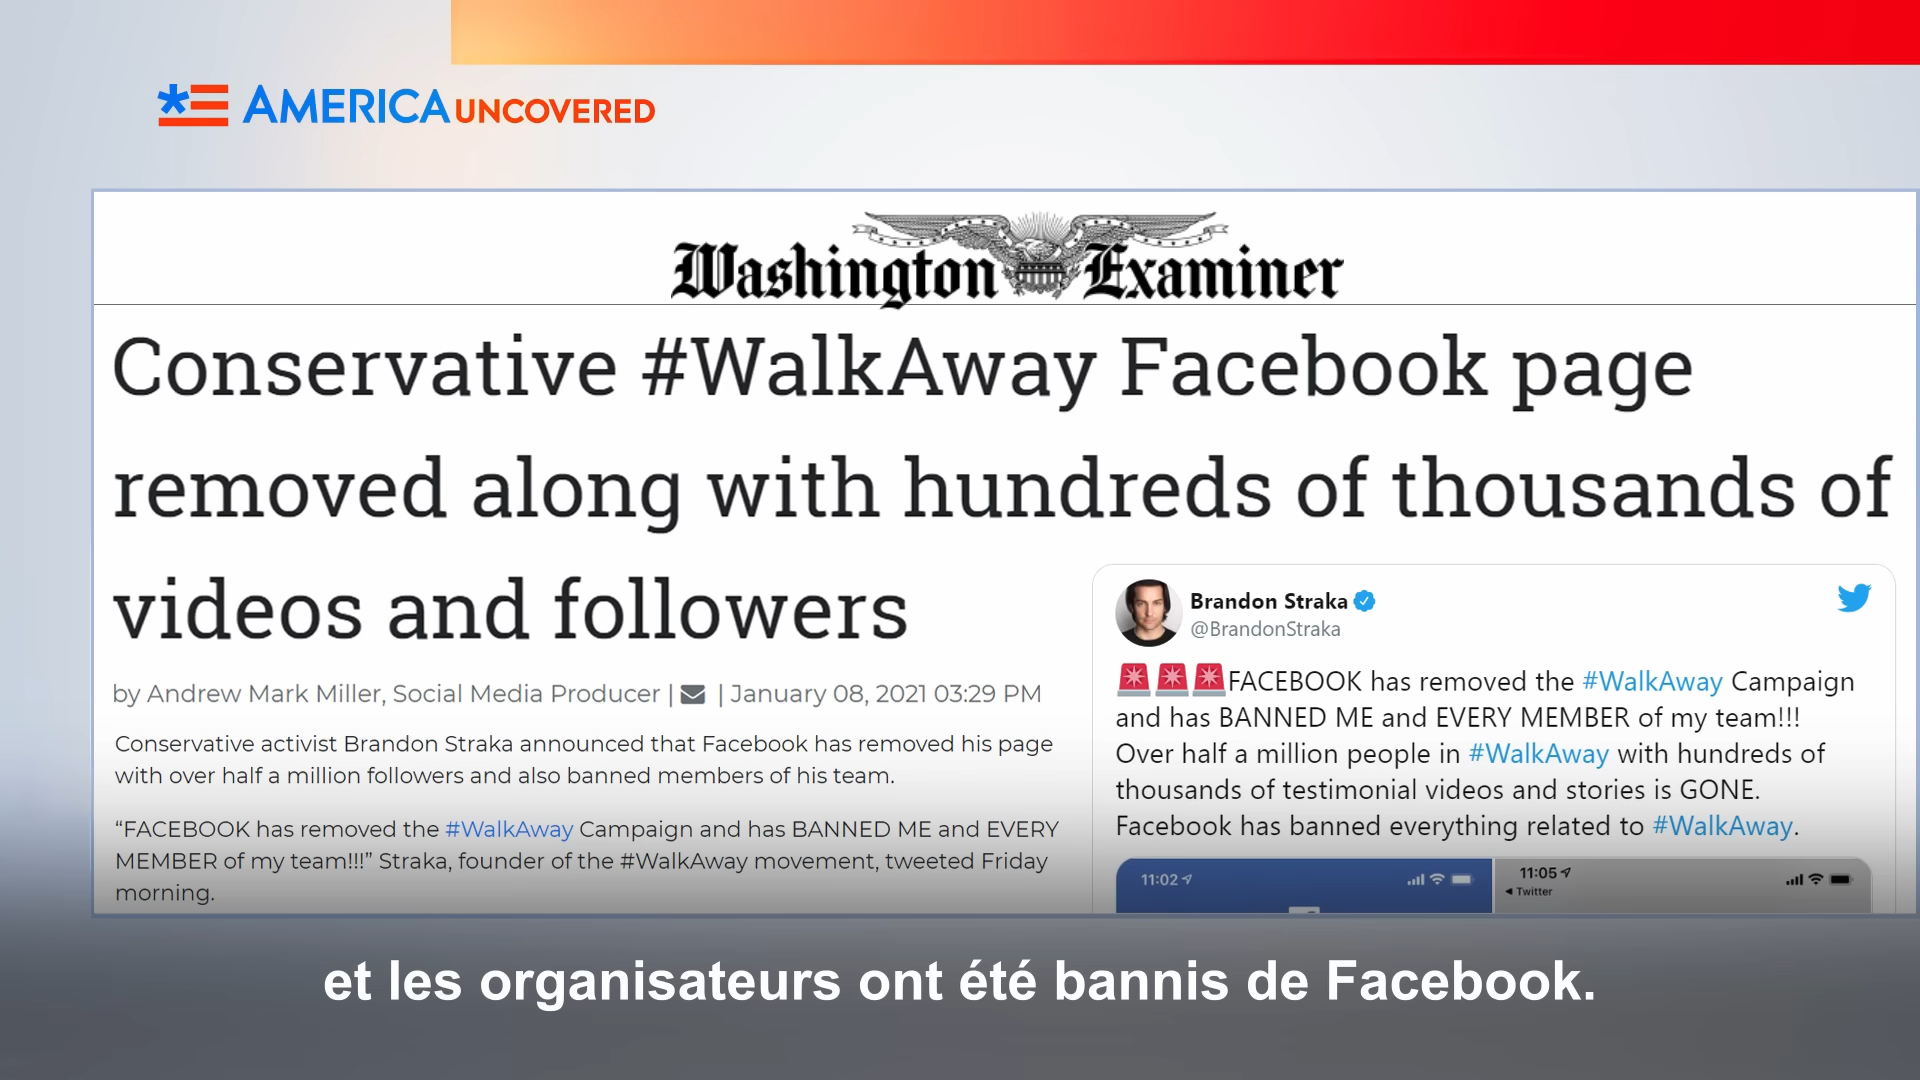 AMERICA UNCOVERED
Washington Examiner
Conservative #WalkAway Facebook page
removed along with hundreds of thousands of
videos and followers
by Andrew Mark Miller, Social Media Producer | | January 08, 2021 03:29 PM
Conservative activist Brandon Straka announced that Facebook has removed his page
with over half a million followers and also banned members of his team.
“FACEBOOK has removed the #WalkAway Campaign and has BANNED ME and EVERY
MEMBER of my team!!!” Straka, founder of the #WalkAway movement, tweeted Friday
morning.
Brandon Straka
@BrandonStraka
🚨🚨🚨FACEBOOK has removed the #WalkAway Campaign
and has BANNED ME and EVERY MEMBER of my team!!!
Over half a million people in #WalkAway with hundreds of
thousands of testimonial videos and stories is GONE.
Facebook has banned everything related to #WalkAway.
11:02
11:05
◂ Twitter
et les organisateurs ont été bannis de Facebook.